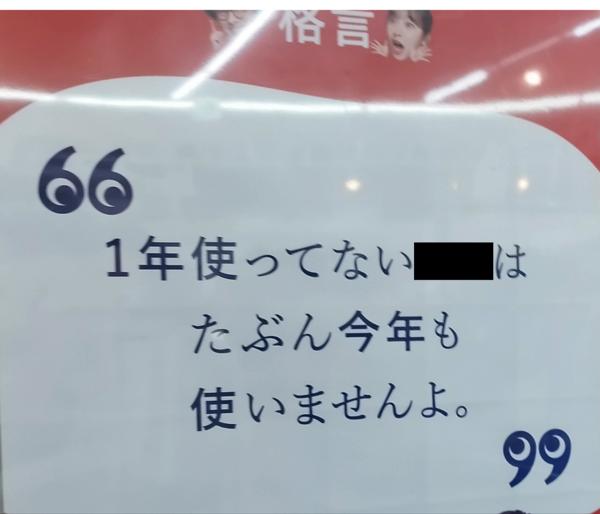 格言
1年使ってない
は
たぶん今年も
使いませんよ。